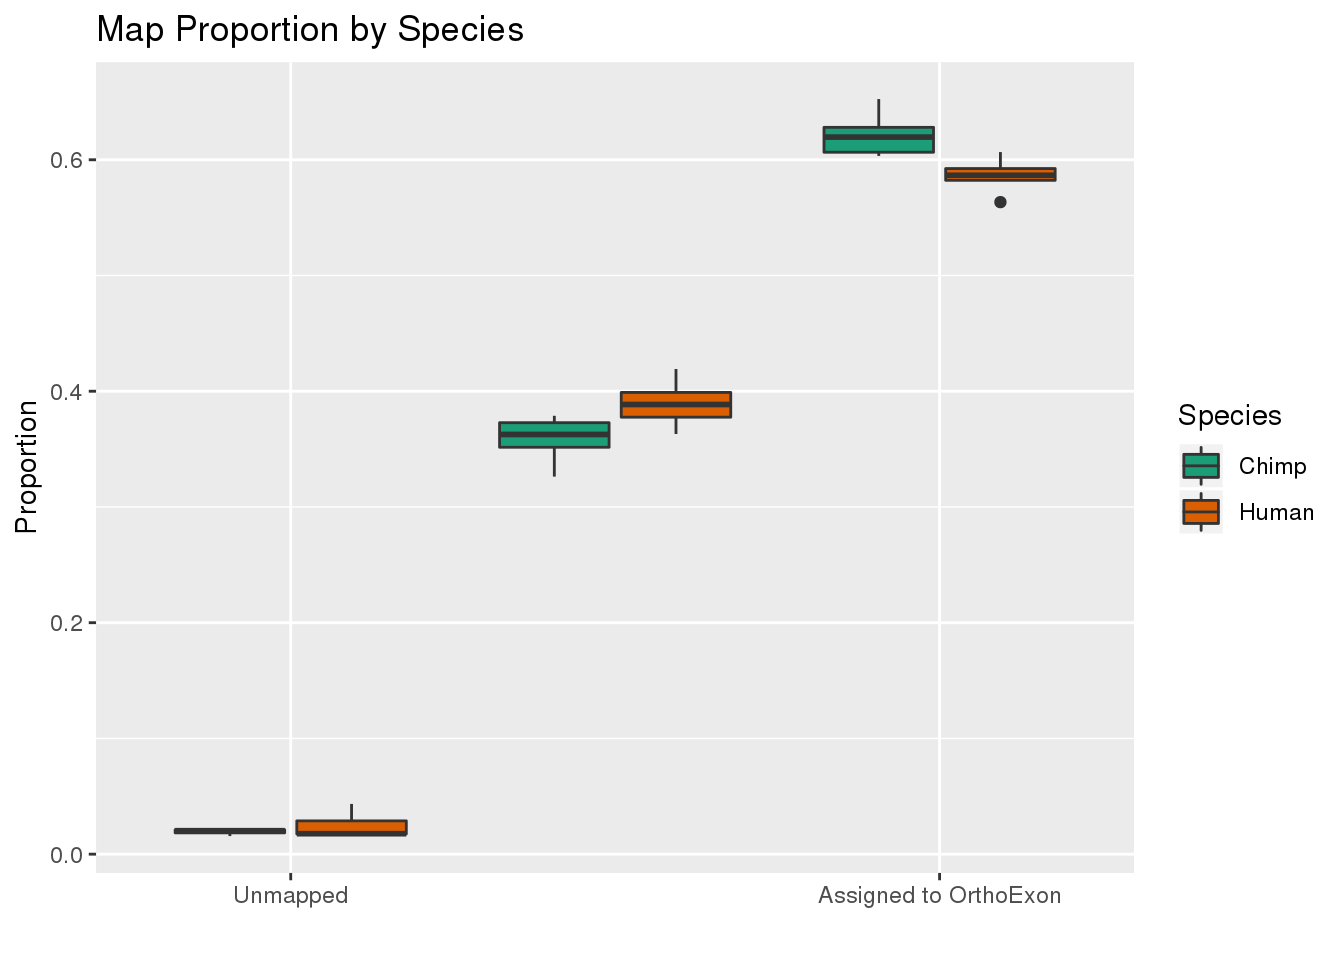 Map Proportion by Species
Proportion
0.6
0.4
0.2
0.0
Unmapped
Assigned to OrthoExon
Species
Chimp
Human